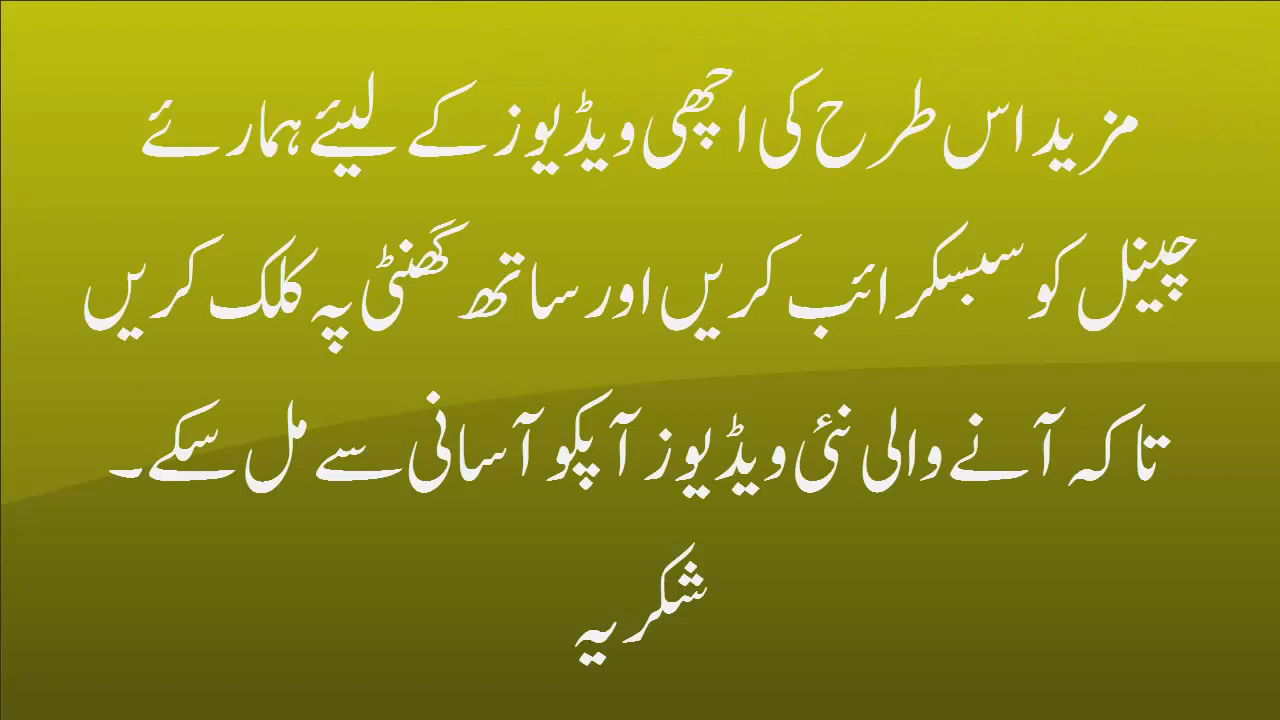 مزید اس طرح کی اچھی ویڈیوز کے لیئے ہمارئے
چینل کو سبسکرائب کریں اور ساتھ گھنٹی پہ کلک کریں
تاکہ آنے والی نئی ویڈیوز آپکو آسانی سے مل سکے۔
شکریہ